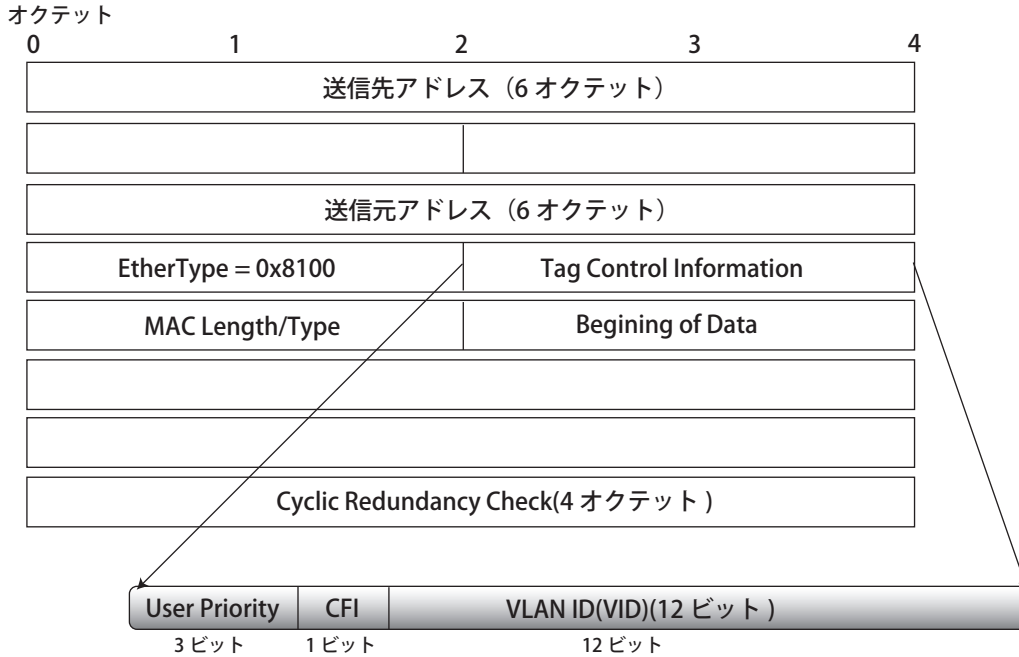 オクテット
0 1 2 3 4
送信先アドレス（6 オクテット）
送信元アドレス（6 オクテット）
EtherType = 0x8100 Tag Control Information
MAC Length/Type Begining of Data
Cyclic Redundancy Check(4 オクテット )
User Priority CFI VLAN ID(VID)(12 ビット )
3 ビット 1 ビット 12 ビット